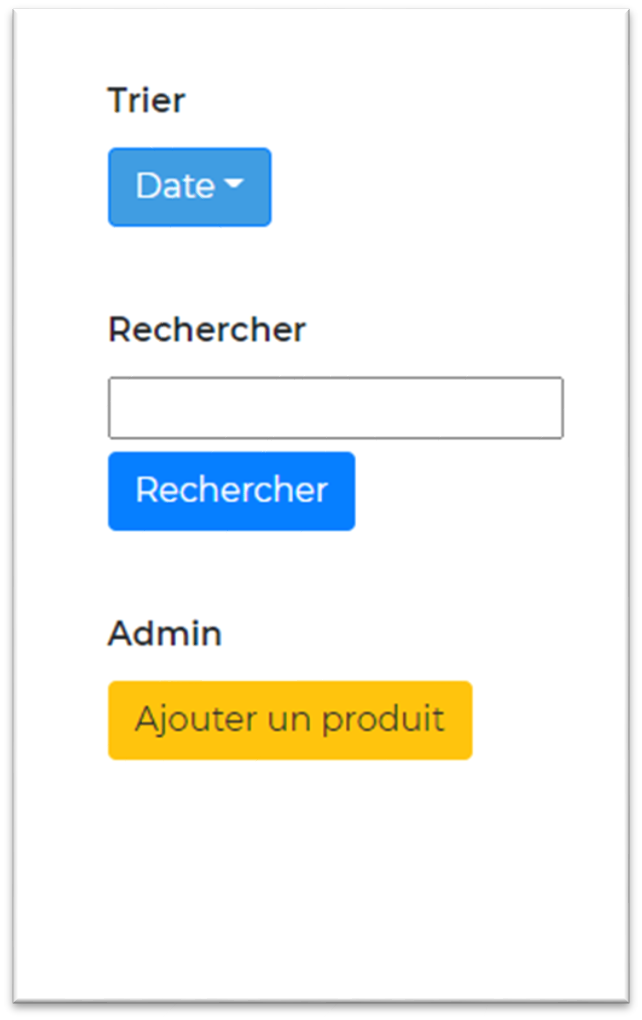 Trier
Date
Rechercher
Rechercher
Admin
Ajouter un produit